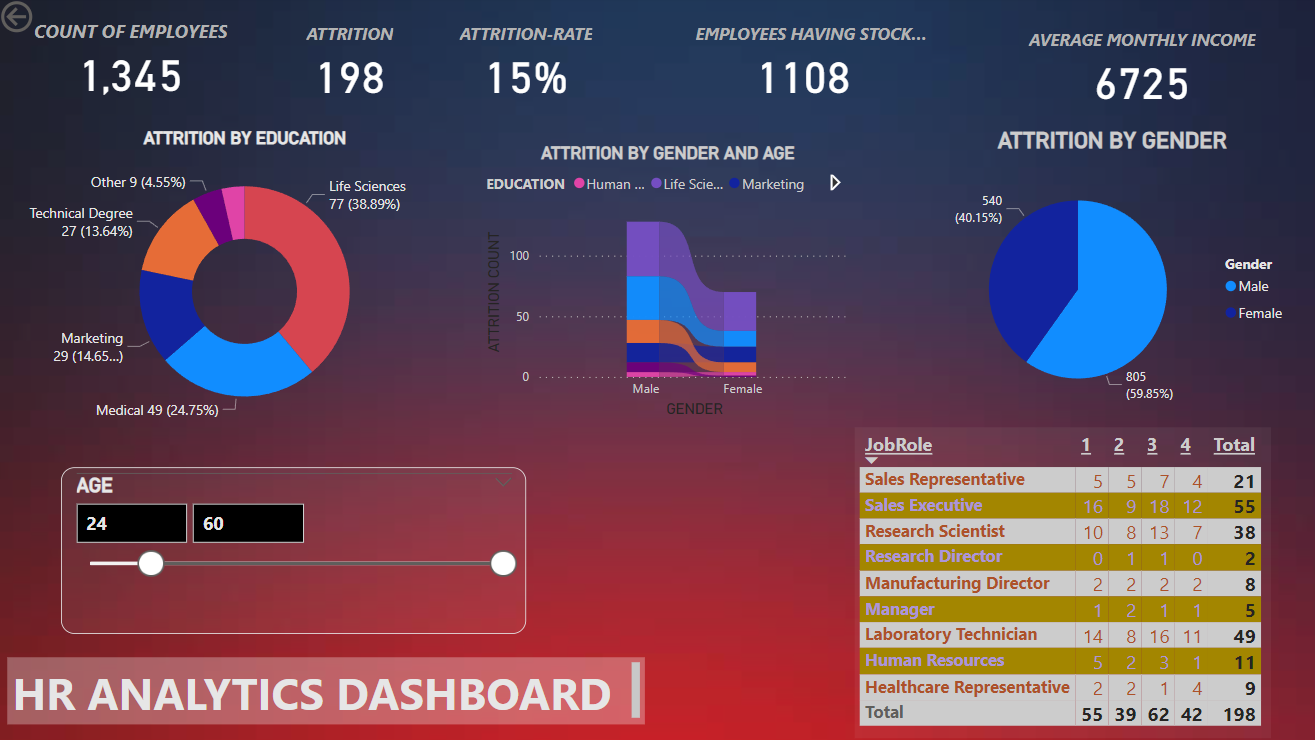 COUNT OF EMPLOYEES
1,345
ATTRITION
198
ATTRITION-RATE
15%
EMPLOYEES HAVING STOCK...
1108
AVERAGE MONTHLY INCOME
6725
ATTRITION BY EDUCATION
Other 9 (4.55%)
Life Sciences
77 (38.89%)
Technical Degree
27 (13.64%)
Marketing
29 (14.65...)
Medical 49 (24.75%)
ATTRITION BY GENDER AND AGE
EDUCATION Human ... Life Scie... Marketing
ATTRITION COUNT
100
50
0
Male Female
GENDER
ATTRITION BY GENDER
540
(40.15%)
805
(59.85%)
Gender
Male
Female
AGE
24 60
JobRole 1 2 3 4 Total
Sales Representative 5 5 7 4 21
Sales Executive 16 9 18 12 55
Research Scientist 10 8 13 7 38
Research Director 0 1 1 0 2
Manufacturing Director 2 2 2 2 8
Manager 1 2 1 1 5
Laboratory Technician 14 8 16 11 49
Human Resources 5 2 3 1 11
Healthcare Representative 2 2 1 4 9
Total 55 39 62 42 198
HR ANALYTICS DASHBOARD